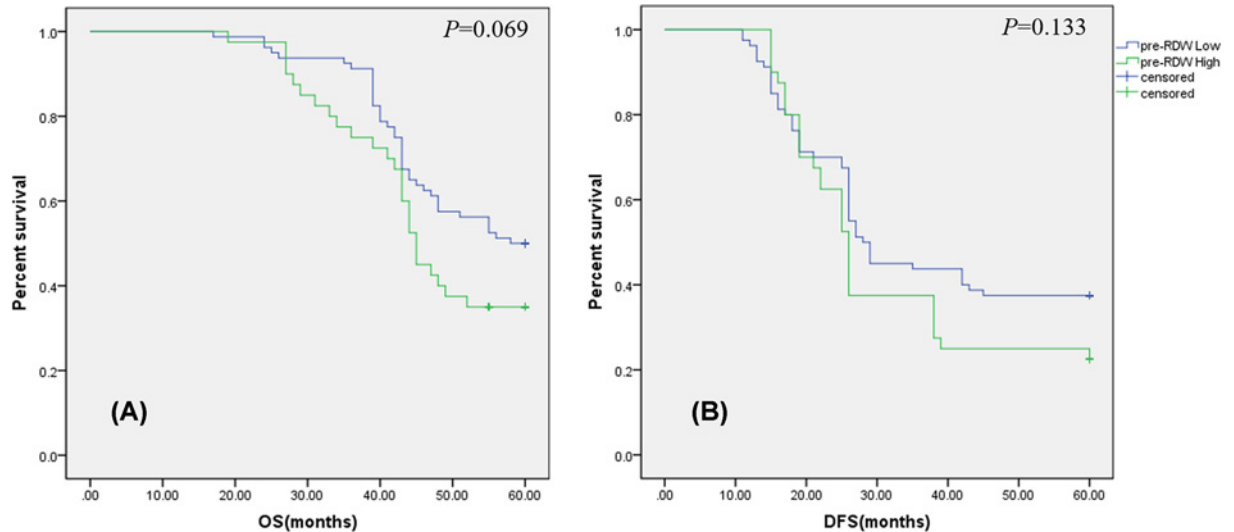 P=0.069
1.0
0.8
0.6
0.4
0.2
0.0
Percent survival
(A)
.00 10.00 20.00 30.00 40.00 50.00 60.00
OS(months)
P=0.133
1.0
0.8
0.6
0.4
0.2
0.0
Percent survival
(B)
.00 10.00 20.00 30.00 40.00 50.00 60.00
DFS(months)
pre-RDW Low
pre-RDW High
censored
censored